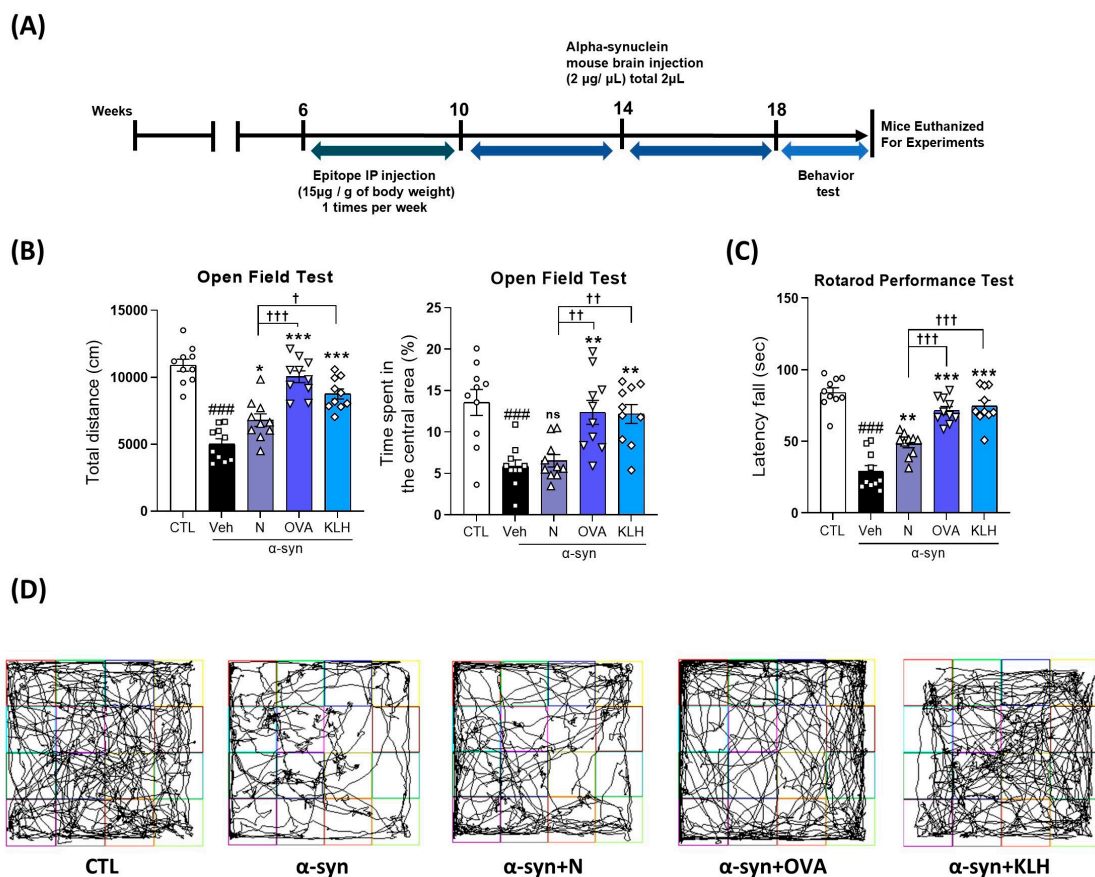 (A)
Alpha-synuclein
mouse brain injection
(2 µg/ µL) total 2µL
Weeks
6
10
14
18
Mice Euthanized
For Experiments
Epitope IP injection
(15µg / g of body weight)
1 times per week
Behavior
test
(B)
Open Field Test
Total distance (cm)
15000
10000
5000
0
###
*
***
***
†††
†
CTL
Veh
N
OVA
KLH
α-syn
Open Field Test
Time spent in
the central area (%)
25
20
15
10
5
0
###
ns
**
**
††
††
CTL
Veh
N
OVA
KLH
α-syn
(C)
Rotarod Performance Test
Latency fall (sec)
150
100
50
0
###
**
***
***
†††
†††
CTL
Veh
N
OVA
KLH
α-syn
(D)
CTL
α-syn
α-syn+N
α-syn+OVA
α-syn+KLH